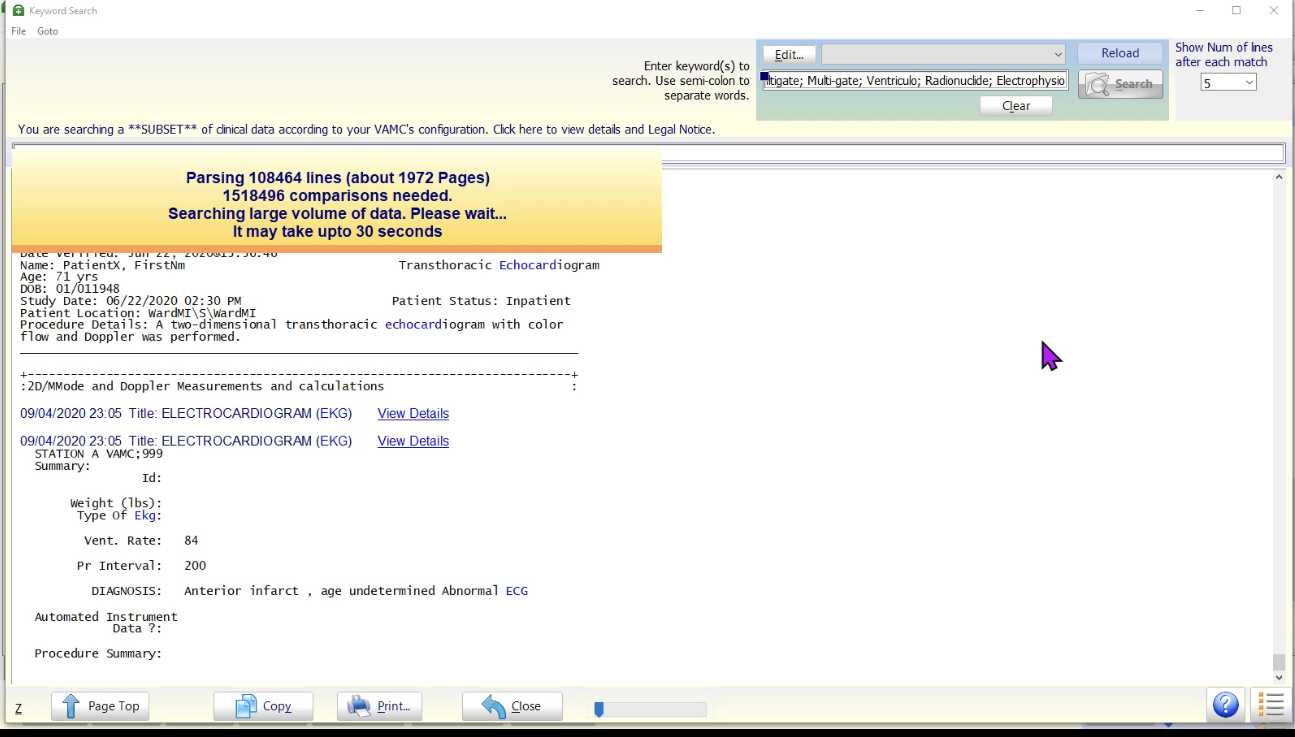 Keyword Search
File Goto
Enter keyword(s) to
search. Use semi-colon to
separate words.
Edit...
Reload
Show Num of lines
after each match
tigate; Multi-gate; Ventriculo; Radionuclide; Electrophysio
Search
5
Clear
You are searching a **SUBSET** of clinical data according to your VAMC's configuration. Click here to view details and Legal Notice.
Parsing 108464 lines (about 1972 Pages)
1518496 comparisons needed.
Searching large volume of data. Please wait...
It may take upto 30 seconds
Date Verified: Jun 22, 2020@15:56:46
Name: PatientX, FirstNm Transthoracic Echocardiogram
Age: 71 yrs
DOB: 01/011948
Study Date: 06/22/2020 02:30 PM Patient Status: Inpatient
Patient Location: WardMI\S\WardMI
Procedure Details: A two-dimensional transthoracic echocardiogram with color
flow and Doppler was performed.
+---------------------------------------------------------------------------+
:2D/MMode and Doppler Measurements and calculations :
09/04/2020 23:05 Title: ELECTROCARDIOGRAM (EKG) View Details
09/04/2020 23:05 Title: ELECTROCARDIOGRAM (EKG) View Details
STATION A VAMC;999
Summary:
Id:
Weight (lbs):
Type Of Ekg:
Vent. Rate: 84
Pr Interval: 200
DIAGNOSIS: Anterior infarct , age undetermined Abnormal ECG
Automated Instrument
Data ?:
Procedure Summary:
Z Page Top Copy Print... Close ?